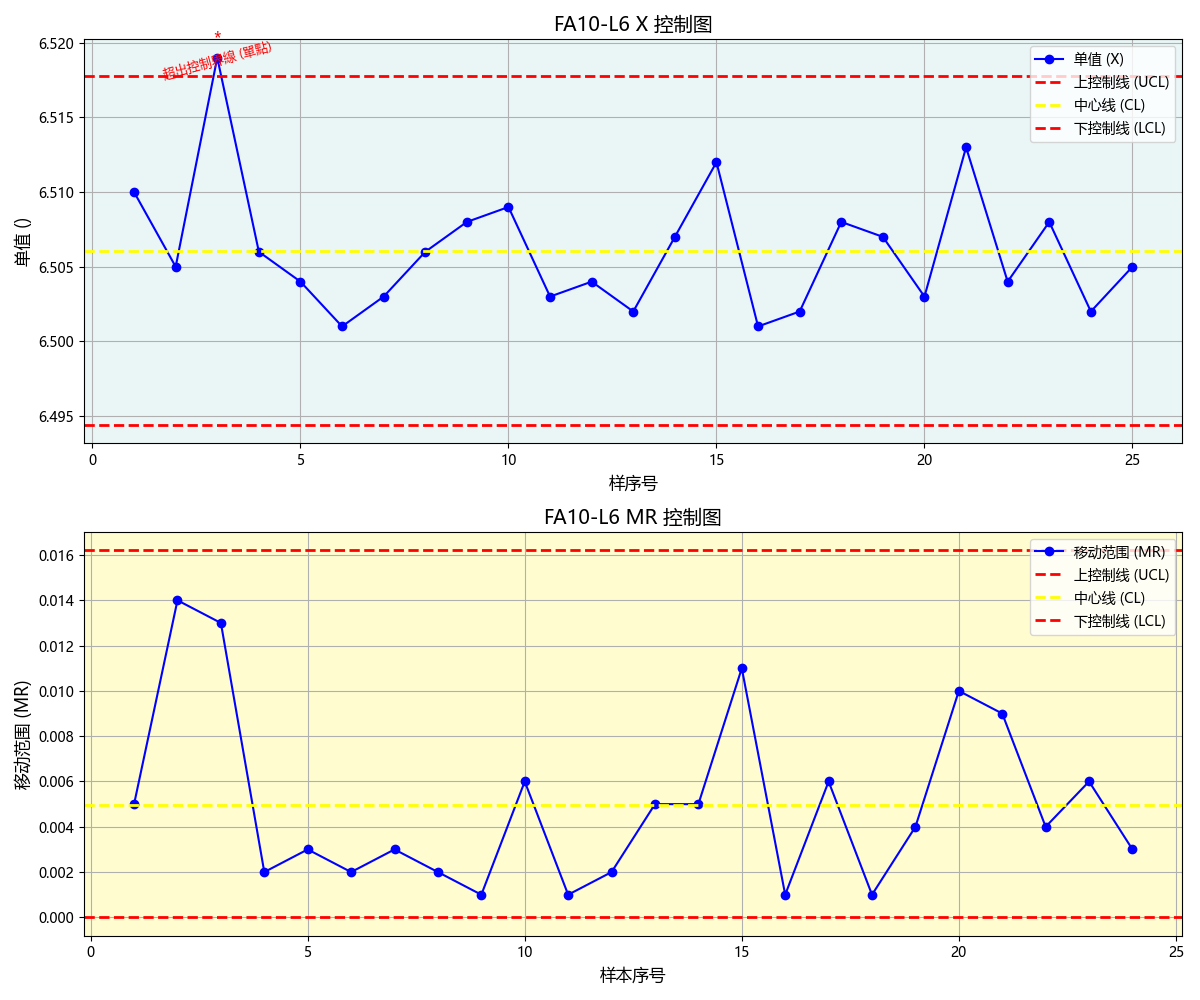 FA10-L6 X 控制图
*
超出控制線 (單點)
单值 (X)
上控制线 (UCL)
中心线 (CL)
下控制线 (LCL)
单值 ()
6.520
6.515
6.510
6.505
6.500
6.495
0 5 10 15 20 25
样序号
FA10-L6 MR 控制图
移动范围 (MR)
上控制线 (UCL)
中心线 (CL)
下控制线 (LCL)
移动范围 (MR)
0.016
0.014
0.012
0.010
0.008
0.006
0.004
0.002
0.000
0 5 10 15 20 25
样本序号